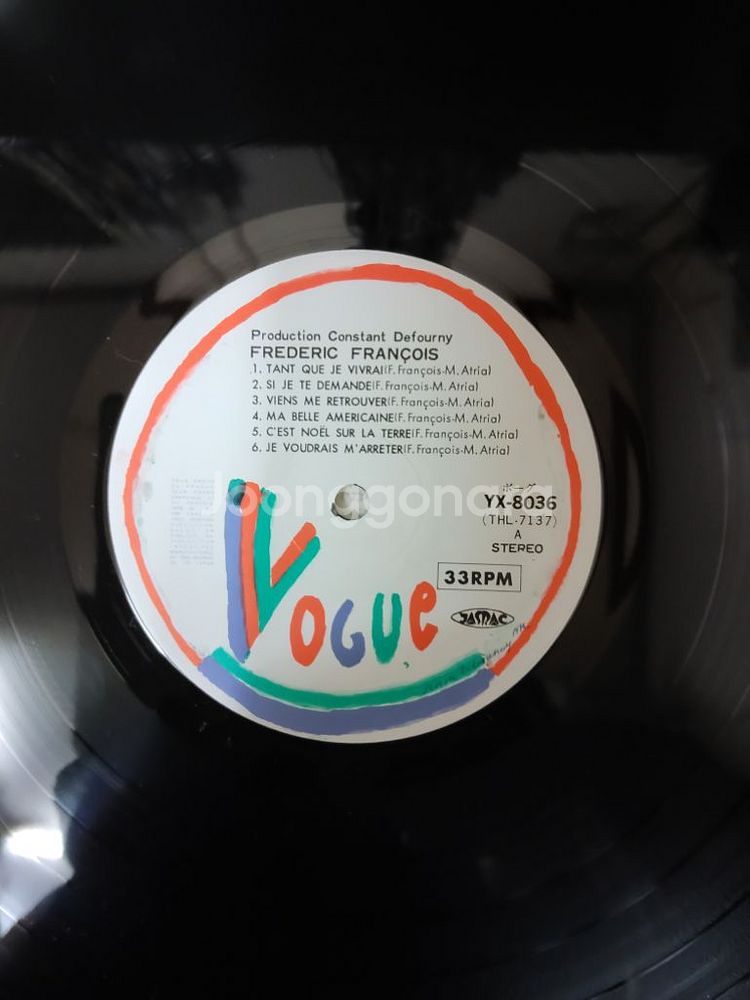 Production Constant Defourny
FREDERIC FRANÇOIS
1. TANT QUE JE VIVRAI(F. François-M. Atria)
2. SI JE TE DEMANDE(F. François-M. Atria)
3. VIENS ME RETROUVER(F. François-M. Atria)
4. MA BELLE AMERICAINE(F. François-M. Atria)
5. C'EST NOËL SUR LA TERRE(F. François-M. Atria)
6. JE VOUDRAIS M'ARRETER(F. François-M. Atria)
Joonggonara
ボーグ
YX-8036
(THL-7137)
A
STEREO
33RPM
VOGUE
JASRAC